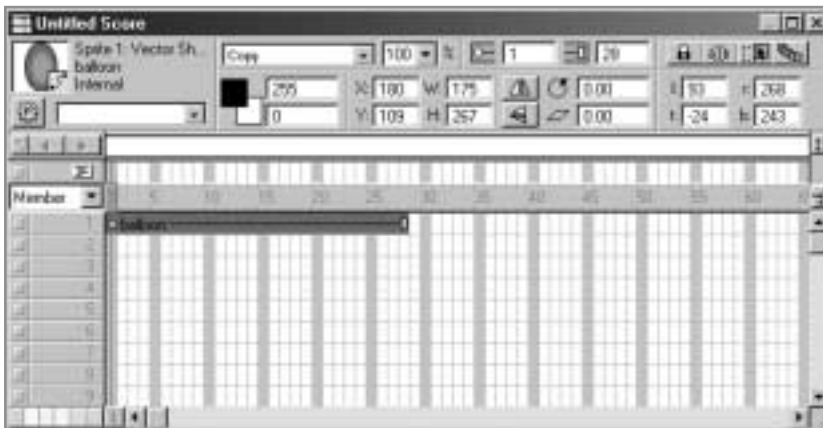 Untitled Score
Sprite 1: Vector Sh...
balloon
Internal
Copy 100 % 1 28
255 X: 180 W: 175 0.00 l: 93 r: 268
0 Y: 109 H: 267 0.00 t: -24 b: 243
Member 5 10 15 20 25 30 35 40 45 50 55 60
1 balloon
2
3
4
5
6
7
8
9